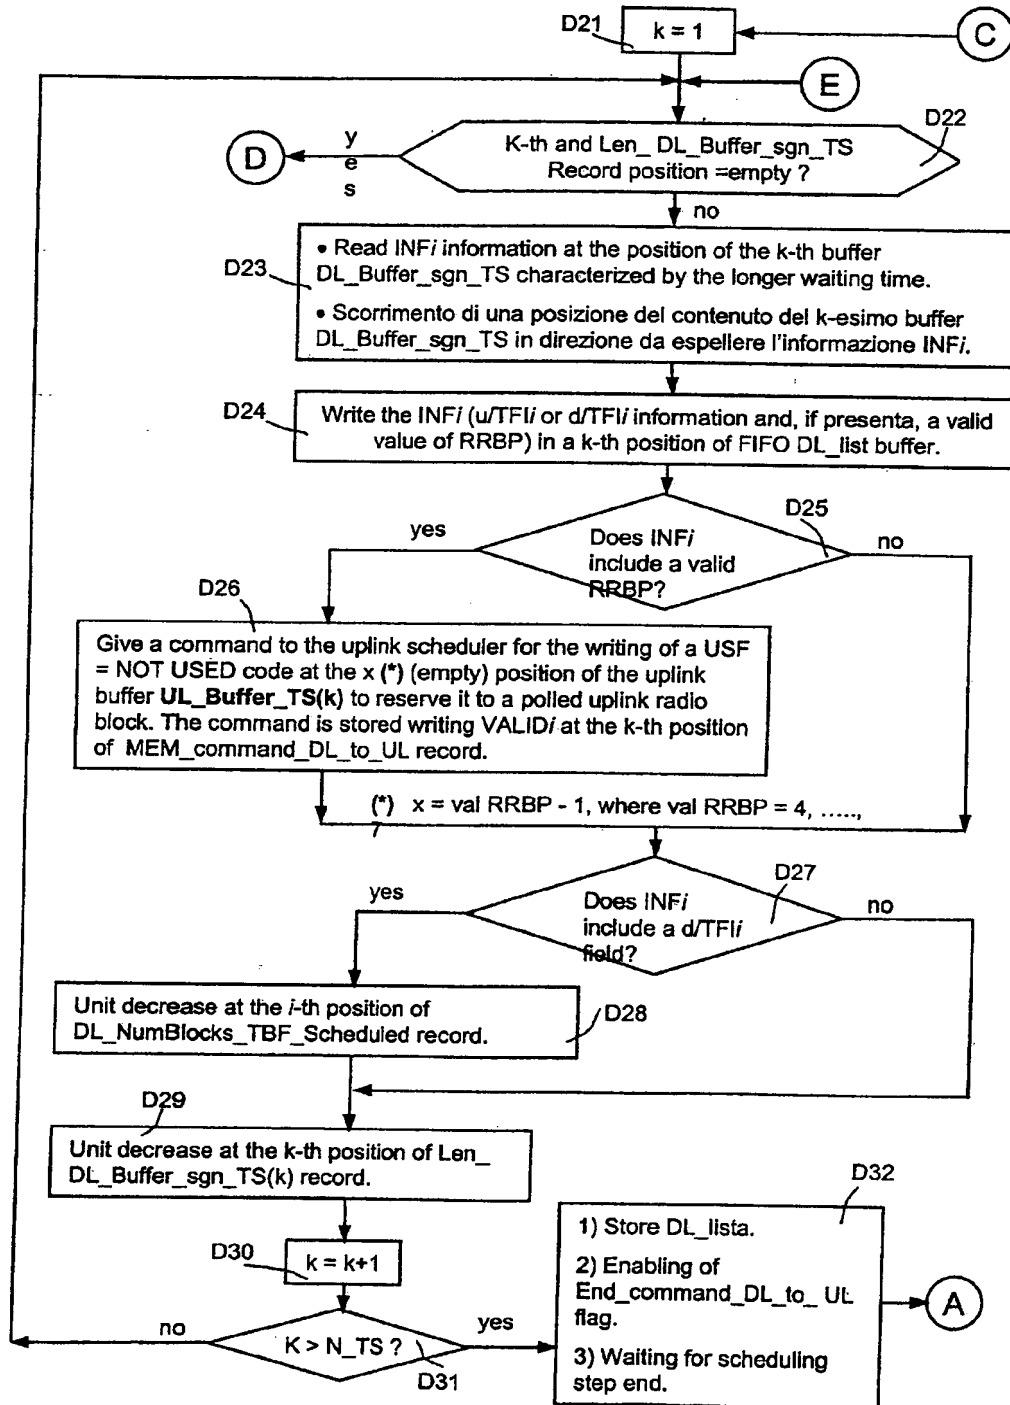 D21
k = 1
C
E
D22
D
y
e
s
K-th and Len_ DL_Buffer_sgn_TS
Record position =empty ?
no
D23
• Read INFi information at the position of the k-th buffer
DL_Buffer_sgn_TS characterized by the longer waiting time.
• Scorrimento di una posizione del contenuto del k-esimo buffer
DL_Buffer_sgn_TS in direzione da espellere l'informazione INFi.
D24
Write the INFi (u/TFIi or d/TFIi information and, if presenta, a valid
value of RRBP) in a k-th position of FIFO DL_list buffer.
D25
yes
Does INFi
include a valid
RRBP?
no
D26
Give a command to the uplink scheduler for the writing of a USF
= NOT USED code at the x (*) (empty) position of the uplink
buffer UL_Buffer_TS(k) to reserve it to a polled uplink radio
block. The command is stored writing VALIDi at the k-th position
of MEM_command_DL_to_UL record.
(*) x = val RRBP - 1, where val RRBP = 4, .....,
7
D27
yes
Does INFi
include a d/TFIi
field?
no
Unit decrease at the i-th position of
DL_NumBlocks_TBF_Scheduled record.
D28
D29
Unit decrease at the k-th position of Len_
DL_Buffer_sgn_TS(k) record.
D30
k = k+1
no
K > N_TS ?
yes
D31
D32
1) Store DL_lista.
2) Enabling of
End_command_DL_to_ UL
flag.
3) Waiting for scheduling
step end.
A